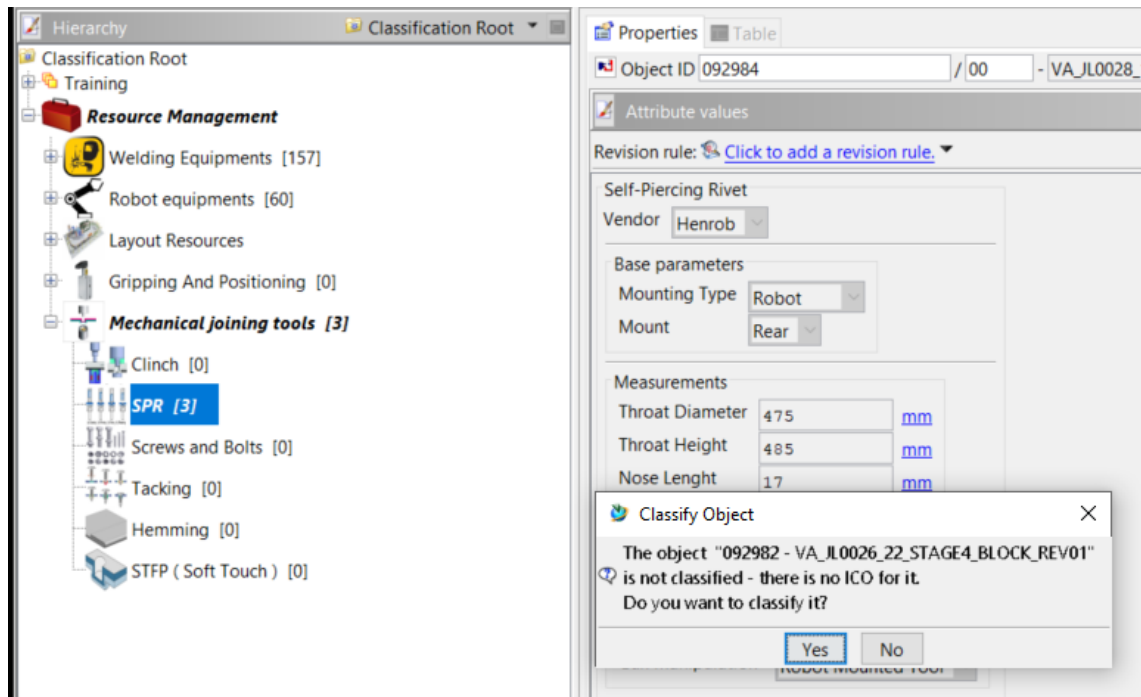 Hierarchy
Classification Root
Classification Root
Training
Resource Management
Welding Equipments [157]
Robot equipments [60]
Layout Resources
Gripping And Positioning [0]
Mechanical joining tools [3]
Clinch [0]
SPR [3]
Screws and Bolts [0]
Tacking [0]
Hemming [0]
STFP ( Soft Touch ) [0]
Properties Table
Object ID 092984 / 00 - VA_JL0028_
Attribute values
Revision rule: Click to add a revision rule.
Self-Piercing Rivet
Vendor Henrob
Base parameters
Mounting Type Robot
Mount Rear
Measurements
Throat Diameter 475 mm
Throat Height 485 mm
Nose Lenght 17 mm
Classify Object
The object "092982 - VA_JL0026_22_STAGE4_BLOCK_REV01"
is not classified - there is no ICO for it.
Do you want to classify it?
Yes No
Robot Mounted Tool